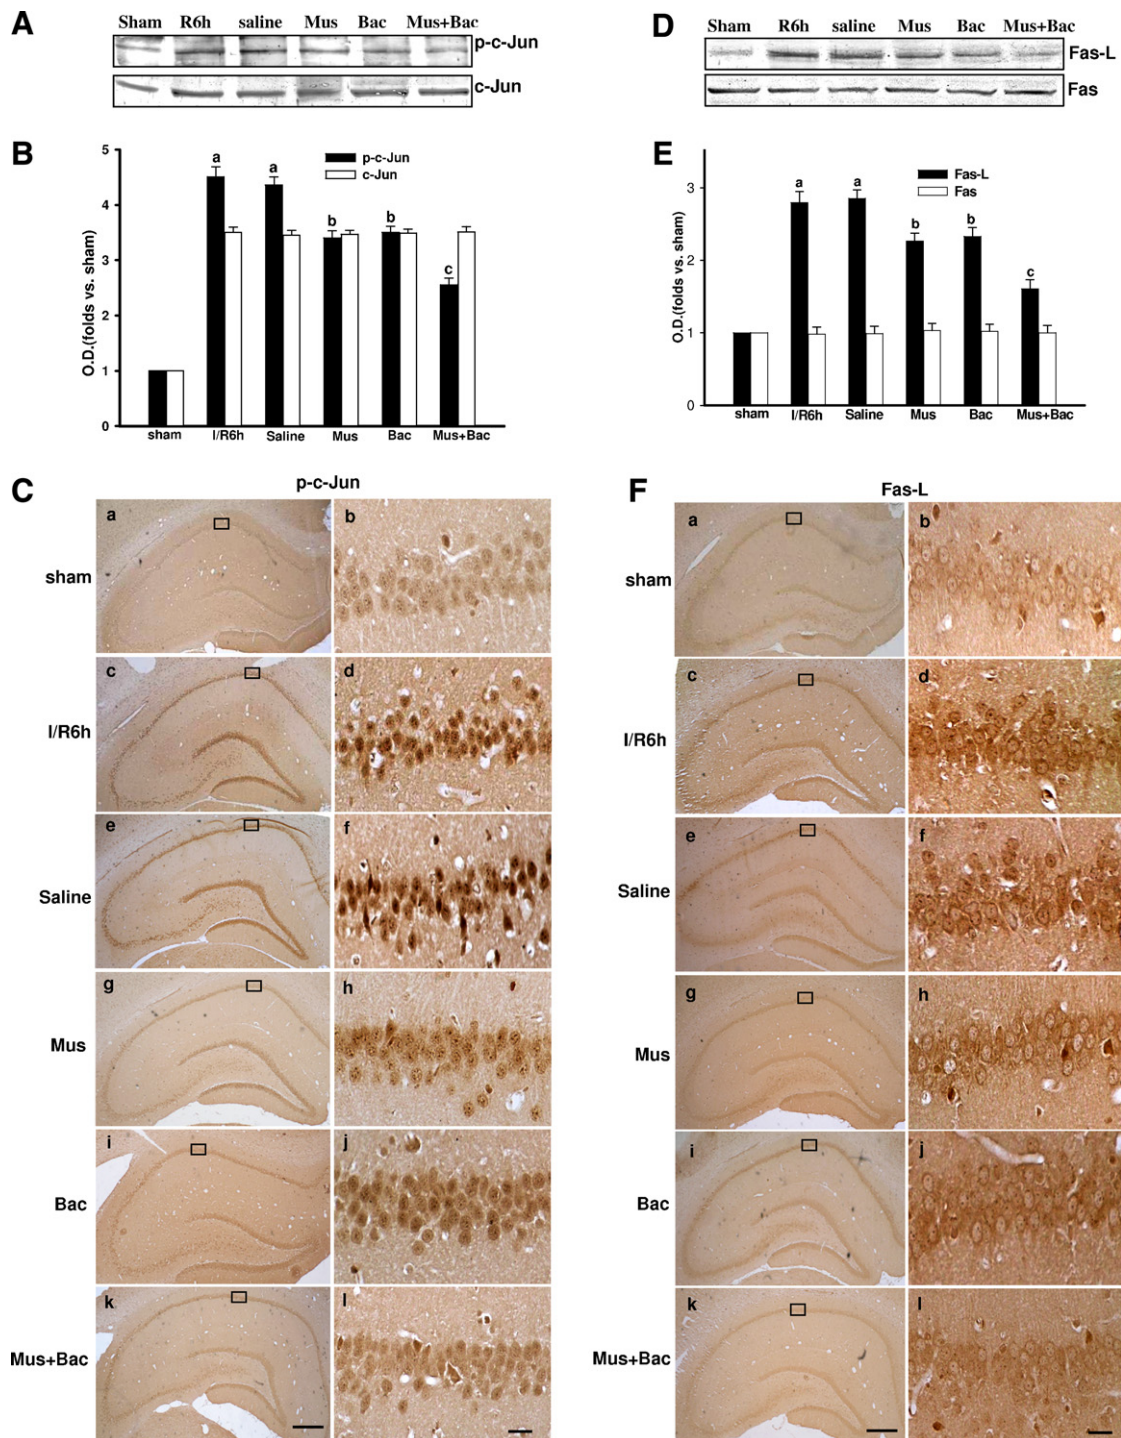 A
Sham R6h saline Mus Bac Mus+Bac
p-c-Jun
c-Jun
B
5
4
3
2
1
0
O.D.(folds vs. sham)
p-c-Jun
c-Jun
a
a
b
b
c
sham I/R6h Saline Mus Bac Mus+Bac
C
p-c-Jun
sham
a
b
I/R6h
c
d
Saline
e
f
Mus
g
h
Bac
i
j
Mus+Bac
k
l
D
Sham R6h saline Mus Bac Mus+Bac
Fas-L
Fas
E
3
2
1
0
O.D.(folds vs. sham)
Fas-L
Fas
a
a
b
b
c
sham I/R6h Saline Mus Bac Mus+Bac
F
Fas-L
sham
a
b
I/R6h
c
d
Saline
e
f
Mus
g
h
Bac
i
j
Mus+Bac
k
l